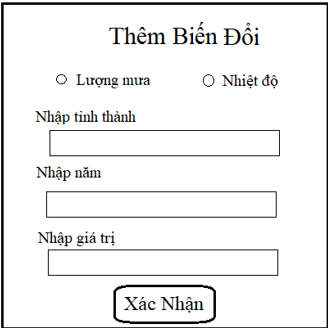 Thêm Biến Đổi
Lượng mưa Nhiệt độ
Nhập tỉnh thành
Nhập năm
Nhập giá trị
Xác Nhận